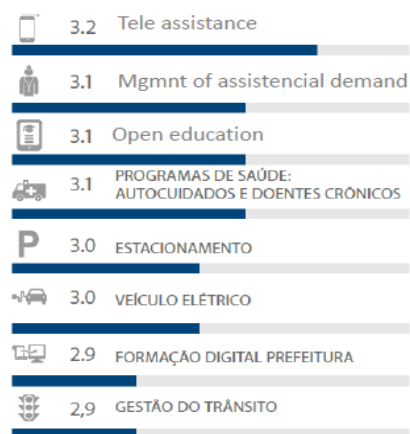 3.2 Tele assistance
3.1 Mgmnt of assistencial demand
3.1 Open education
3.1 PROGRAMAS DE SAÚDE:
AUTOCUIDADOS E DOENTES CRÔNICOS
P 3.0 ESTACIONAMENTO
3.0 VEÍCULO ELÉTRICO
2.9 FORMAÇÃO DIGITAL PREFEITURA
2,9 GESTÃO DO TRÂNSITO